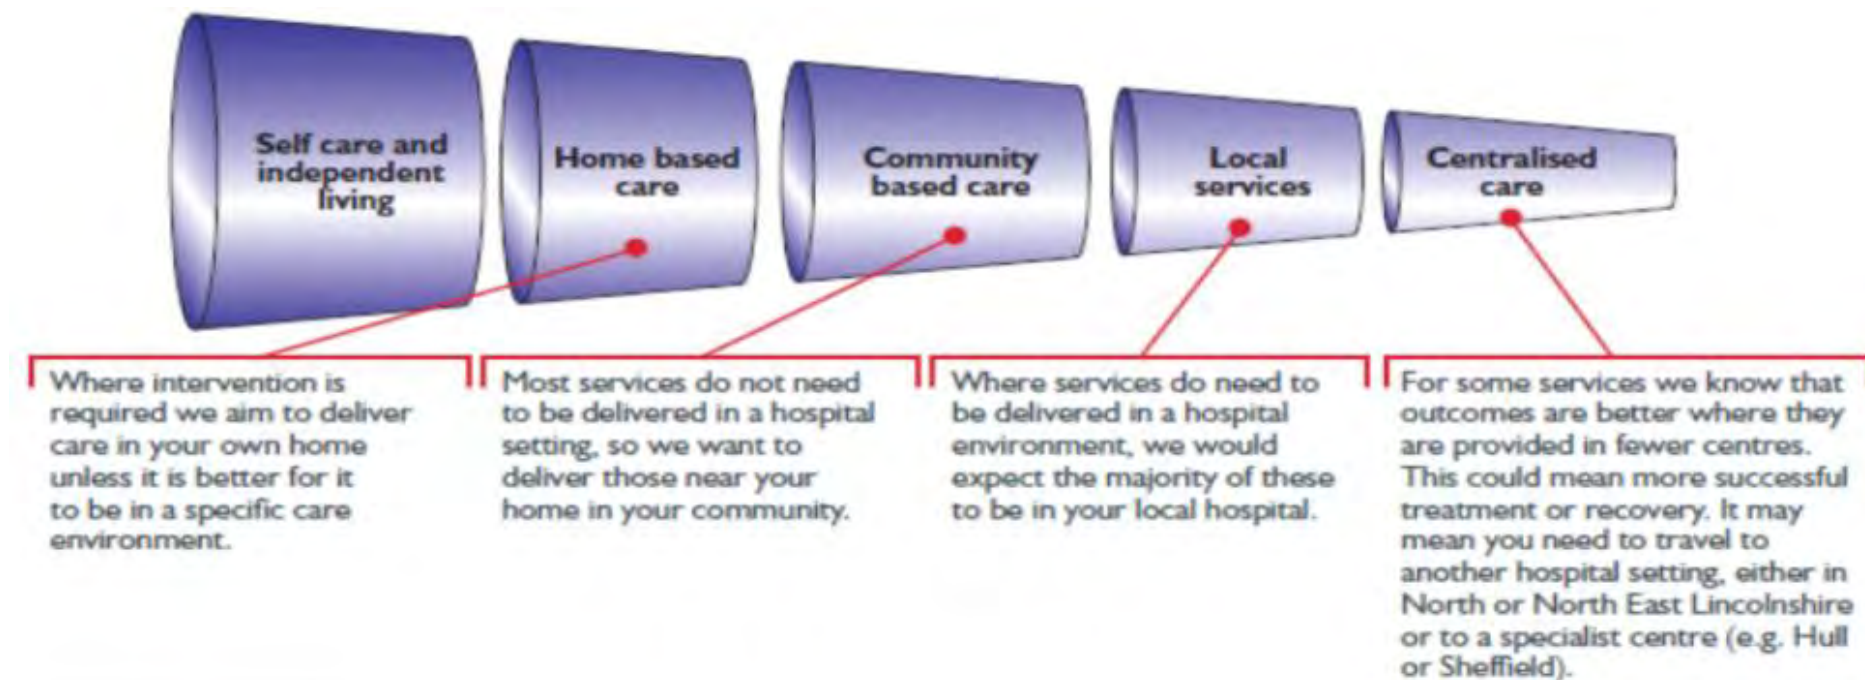 Self care and
independent
living
Home based
care
Community
based care
Local
services
Centralised
care
Where intervention is
required we aim to deliver
care in your own home
unless it is better for it
to be in a specific care
environment.
Most services do not need
to be delivered in a hospital
setting, so we want to
deliver those near your
home in your community.
Where services do need to
be delivered in a hospital
environment, we would
expect the majority of these
to be in your local hospital.
For some services we know that
outcomes are better where they
are provided in fewer centres.
This could mean more successful
treatment or recovery. It may
mean you need to travel to
another hospital setting, either in
North or North East Lincolnshire
or to a specialist centre (e.g. Hull
or Sheffield).